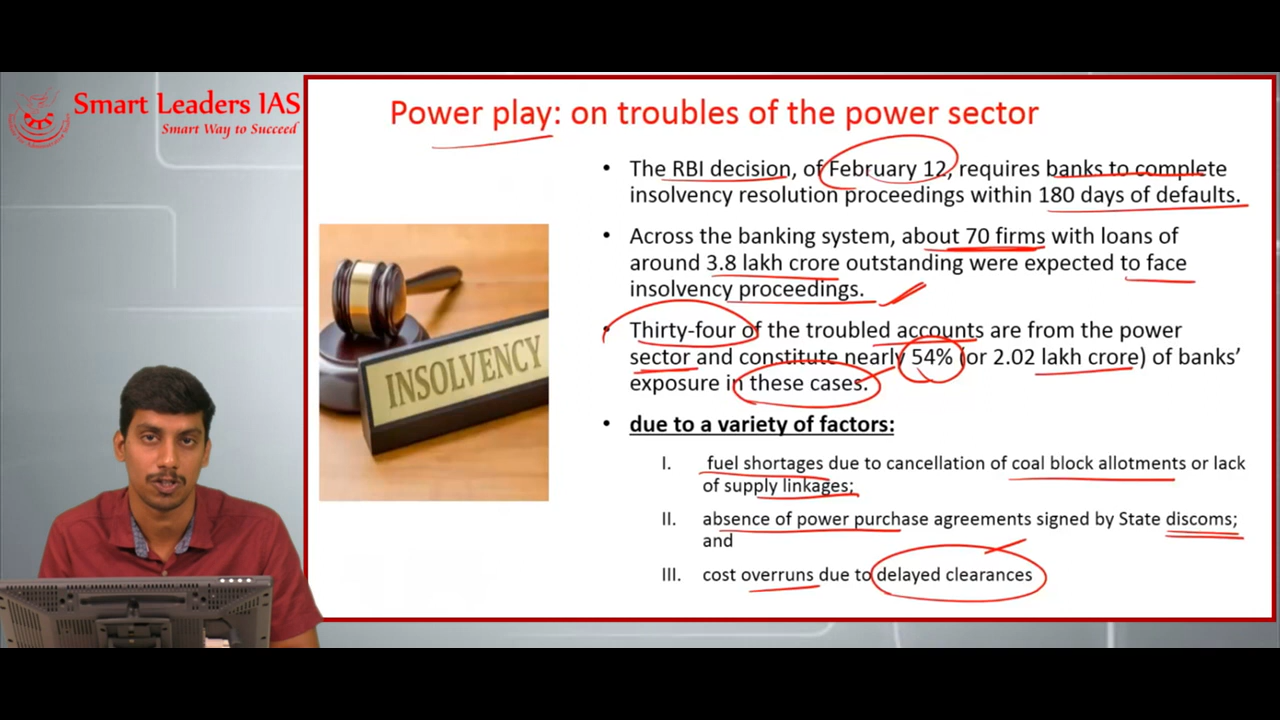 Smart Leaders IAS
Smart Way to Succeed
Power play: on troubles of the power sector
• The RBI decision, of February 12, requires banks to complete
insolvency resolution proceedings within 180 days of defaults.
• Across the banking system, about 70 firms with loans of
around 3.8 lakh crore outstanding were expected to face
insolvency proceedings.
• Thirty-four of the troubled accounts are from the power
sector and constitute nearly 54% (or 2.02 lakh crore) of banks’
exposure in these cases.
• due to a variety of factors:
I. fuel shortages due to cancellation of coal block allotments or lack
of supply linkages;
II. absence of power purchase agreements signed by State discoms;
and
III. cost overruns due to delayed clearances
INSOLVENCY